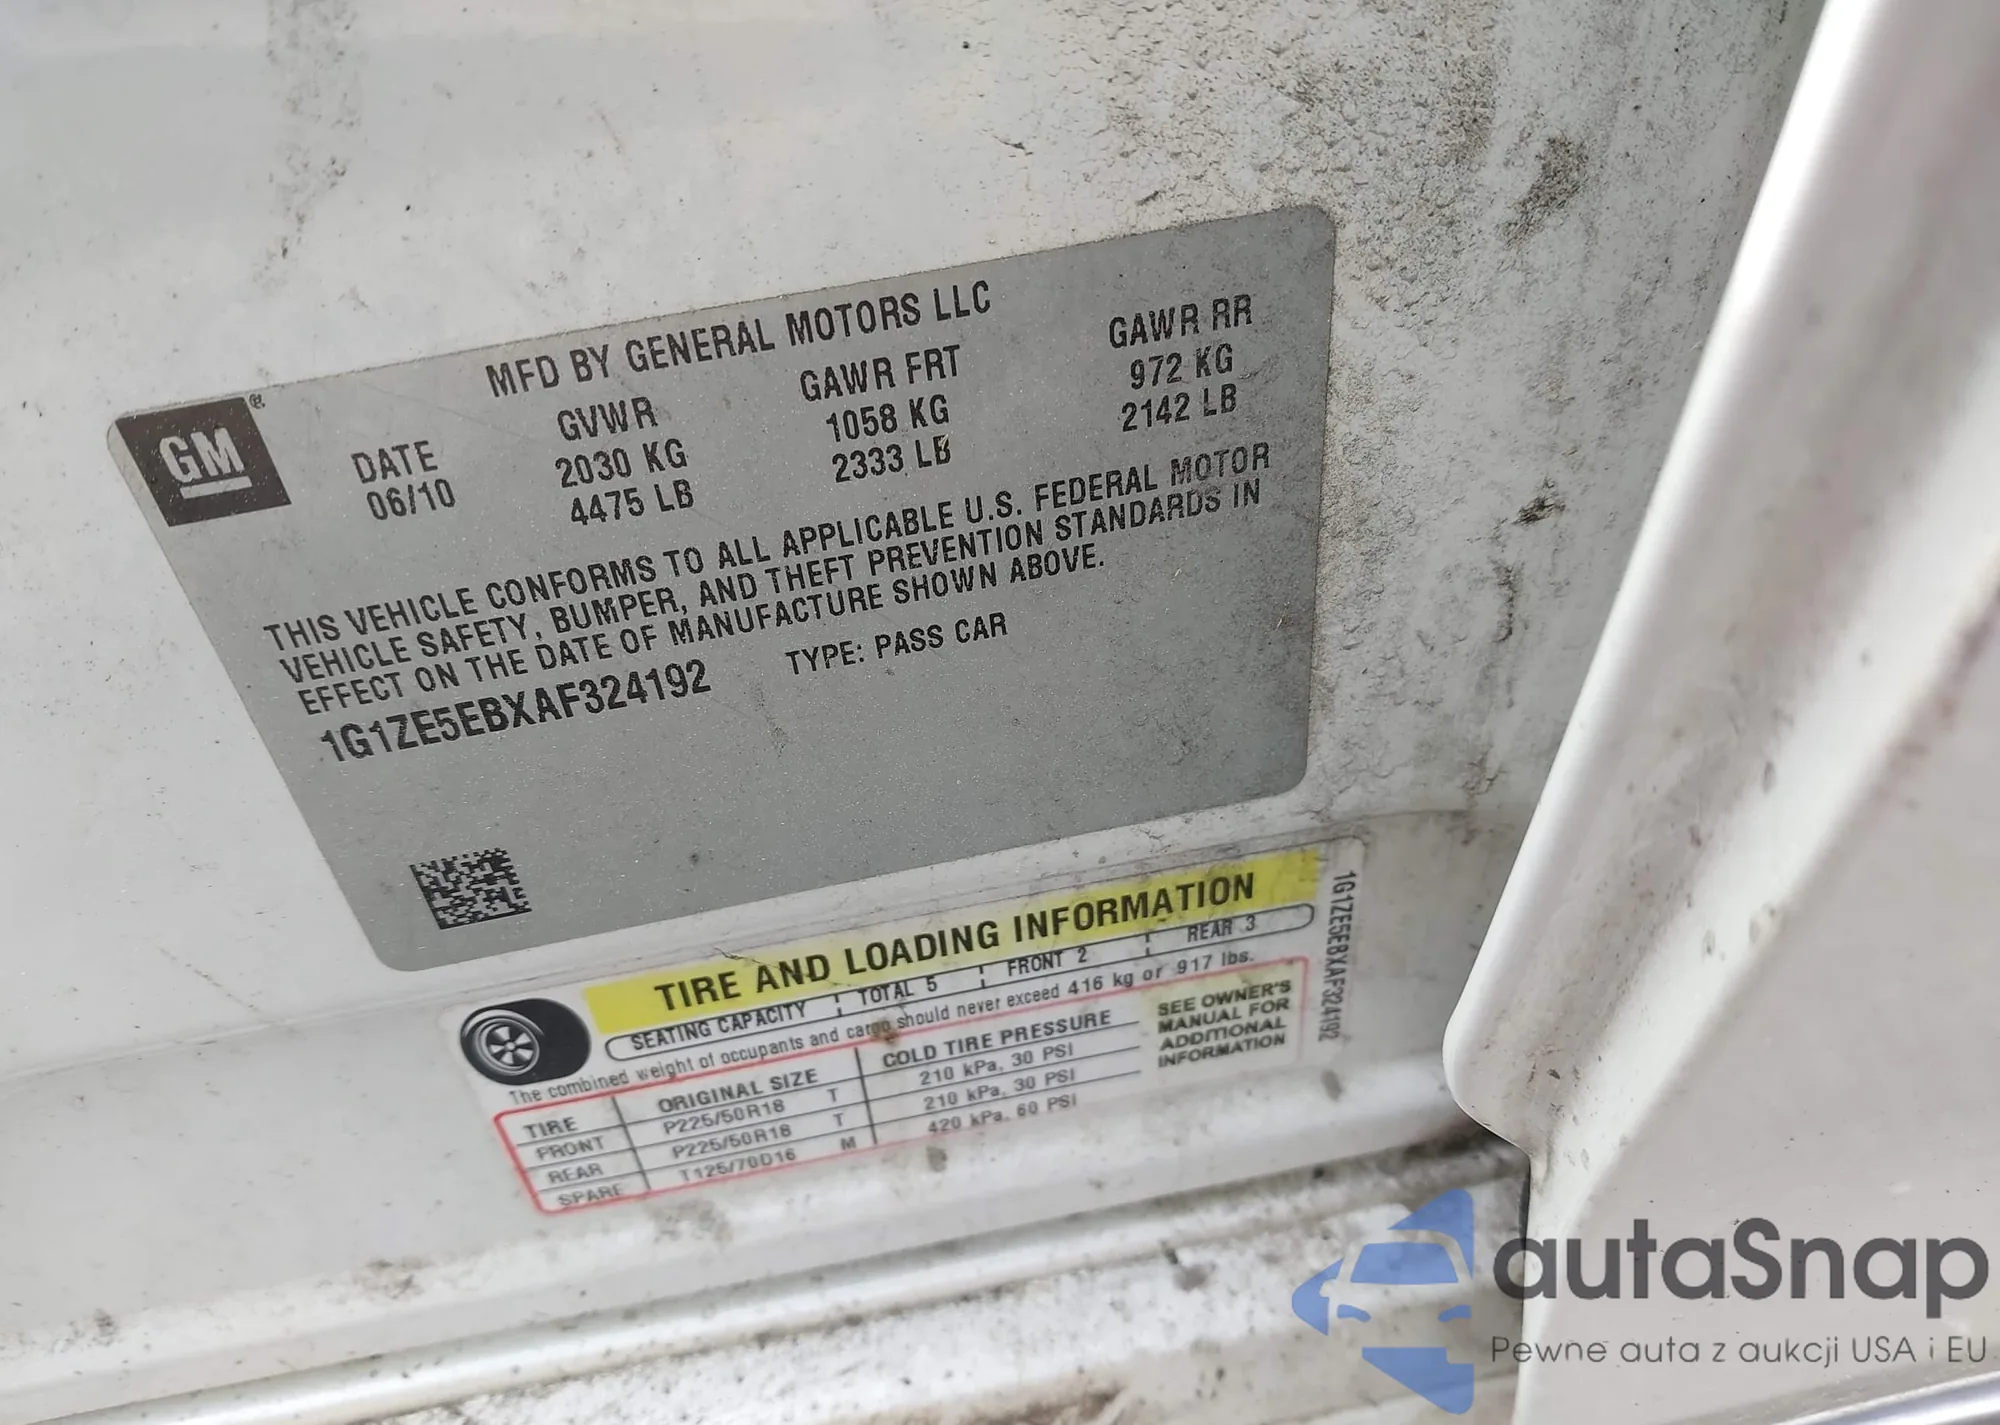 MFD BY GENERAL MOTORS LLC
GM®
DATE GVWR GAWR FRT GAWR RR
06/10 2030 KG 1058 KG 972 KG
4475 LB 2333 LB 2142 LB
THIS VEHICLE CONFORMS TO ALL APPLICABLE U.S. FEDERAL MOTOR
VEHICLE SAFETY, BUMPER, AND THEFT PREVENTION STANDARDS IN
EFFECT ON THE DATE OF MANUFACTURE SHOWN ABOVE.
1G1ZE5EBXAF324192 TYPE: PASS CAR
TIRE AND LOADING INFORMATION
SEATING CAPACITY TOTAL 5 FRONT 2 REAR 3
The combined weight of occupants and cargo should never exceed 416 kg or 917 lbs.
TIRE ORIGINAL SIZE COLD TIRE PRESSURE
FRONT P225/50R18 T 210 kPa, 30 PSI
REAR P225/50R18 T 210 kPa, 30 PSI
SPARE T125/70D16 M 420 kPa, 60 PSI
SEE OWNER'S
MANUAL FOR
ADDITIONAL
INFORMATION
1G1ZE5EBXAF324192
autaSnap
Pewne auta z aukcji USA i EU